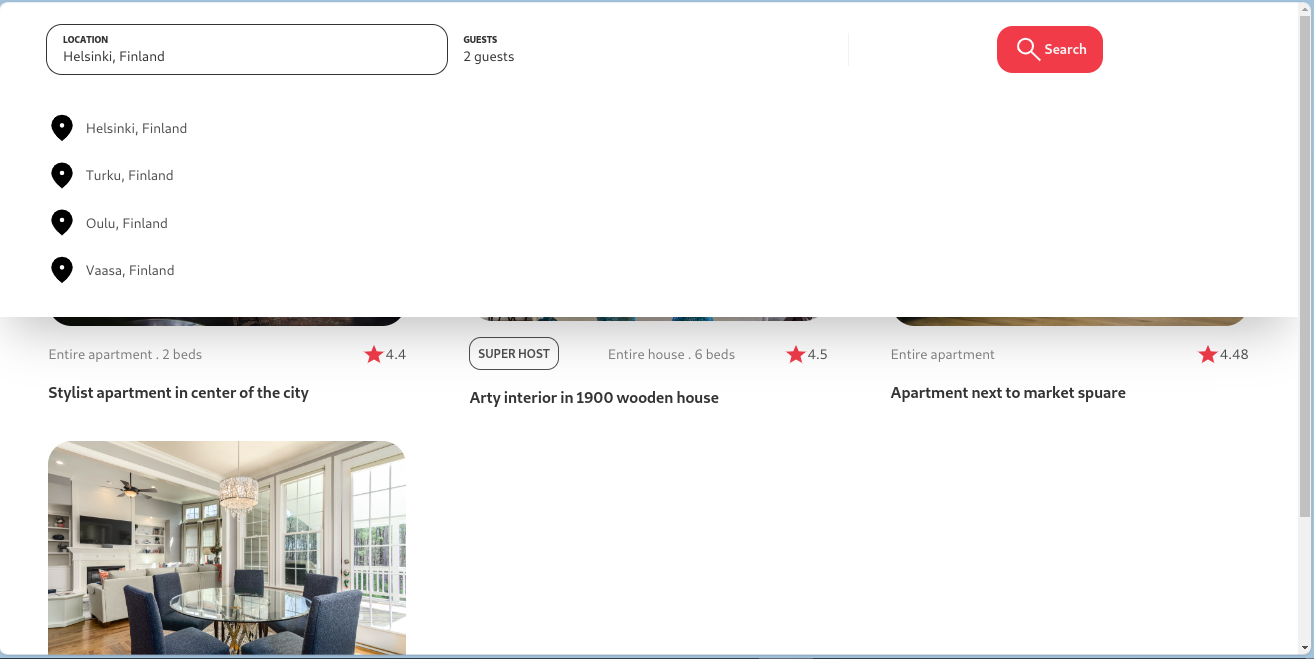 LOCATION
Helsinki, Finland
GUESTS
2 guests
Search
Helsinki, Finland
Turku, Finland
Oulu, Finland
Vaasa, Finland
Entire apartment . 2 beds
4.4
Stylist apartment in center of the city
SUPER HOST
Entire house . 6 beds
4.5
Arty interior in 1900 wooden house
Entire apartment
4.48
Apartment next to market spuare